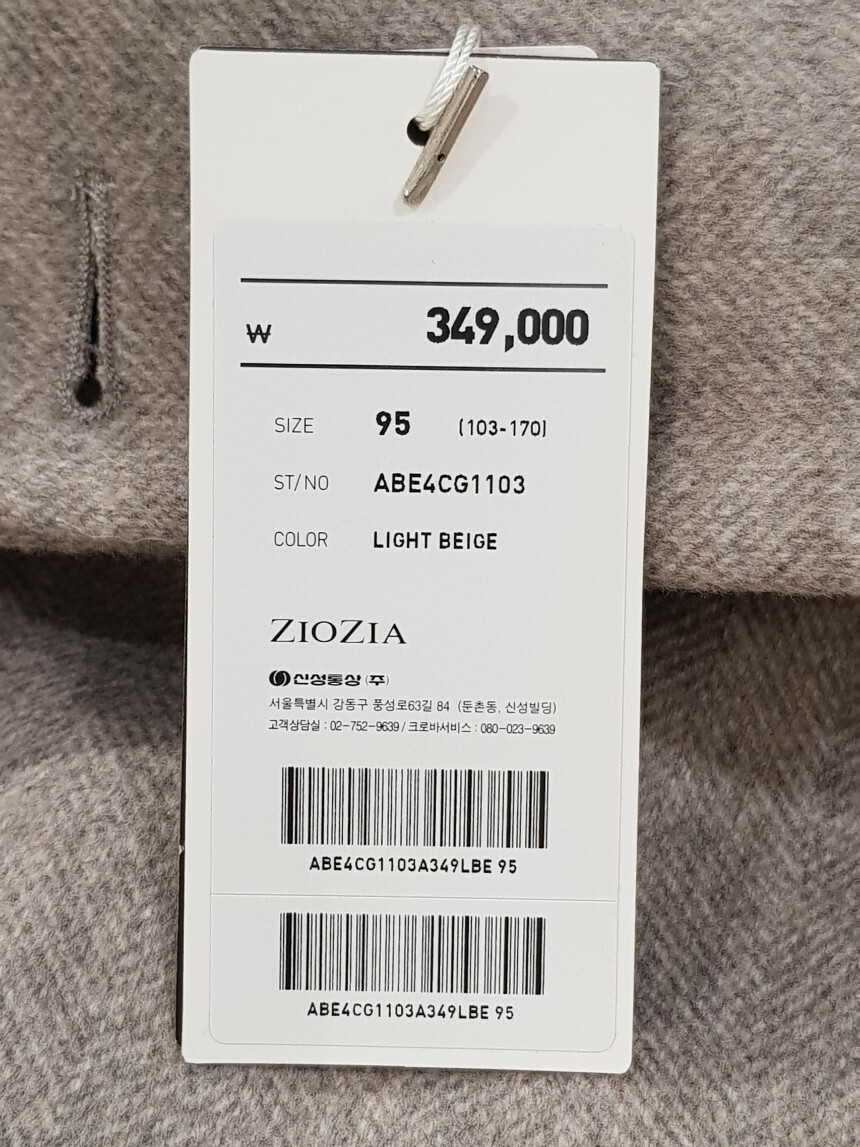 ₩ 349,000
SIZE 95 (103-170)
ST/NO ABE4CG1103
COLOR LIGHT BEIGE
ZIOZIA
신성통상(주)
서울특별시 강동구 풍성로63길 84 (둔촌동, 신성빌딩)
고객상담실 : 02-752-9639 / 크로바서비스 : 080-023-9639
ABE4CG1103A349LBE 95
ABE4CG1103A349LBE 95